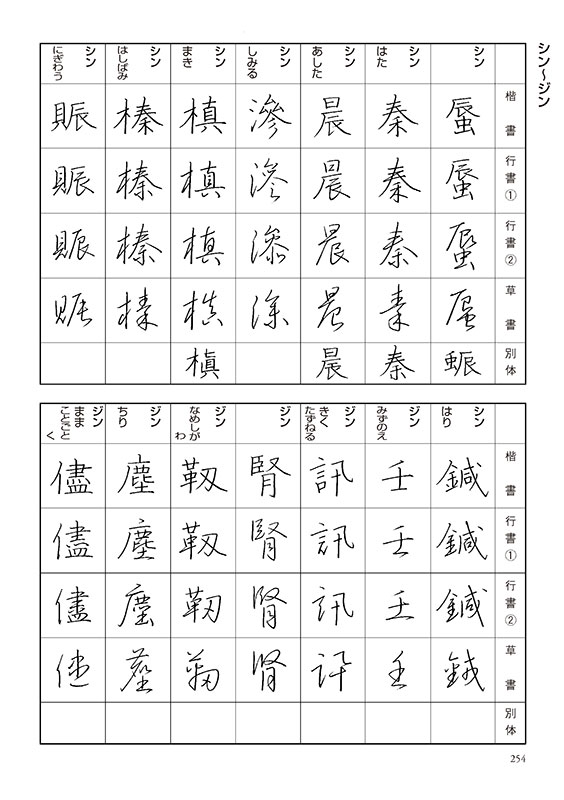 シン〜ジン
楷書
行書①
行書②
草書
別体
シン
蜃
蜃
蜃
蜃
蜄
シン
はた
秦
秦
秦
秦
秦
シン
あした
晨
晨
晨
晨
晨
シン
しみる
滲
滲
滲
滲
シン
まき
槙
槙
槙
槙
槇
シン
はしばみ
榛
榛
榛
榛
シン
にぎわう
賑
賑
賑
賑
楷書
行書①
行書②
草書
別体
シン
はり
鍼
鍼
鍼
鍼
ジン
みずのえ
壬
壬
壬
壬
ジン
きく
たずねる
訊
訊
訊
訊
ジン
腎
腎
腎
腎
ジン
なめしが
わ
靱
靱
靱
靱
ジン
ちり
塵
塵
塵
塵
ジン
まま
ことごと
く
儘
儘
儘
儘
254